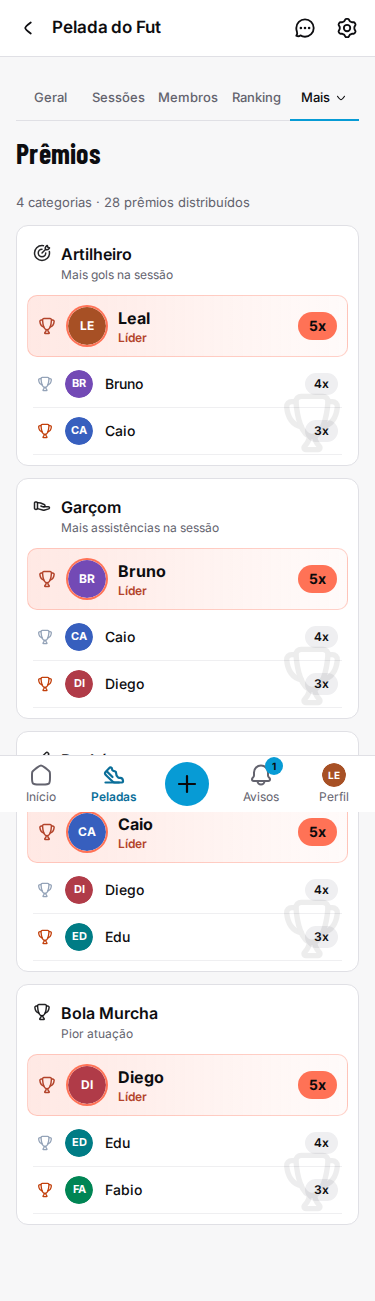 Pelada do Fut
Geral Sessões Membros Ranking Mais
Prêmios
4 categorias · 28 prêmios distribuídos
Artilheiro
Mais gols na sessão
LE Leal 5x
Líder
BR Bruno 4x
CA Caio 3x
Garçom
Mais assistências na sessão
BR Bruno 5x
Líder
CA Caio 4x
DI Diego 3x
1
LE
Início Peladas Avisos Perfil
CA Caio 5x
Líder
DI Diego 4x
ED Edu 3x
Bola Murcha
Pior atuação
DI Diego 5x
Líder
ED Edu 4x
FA Fabio 3x